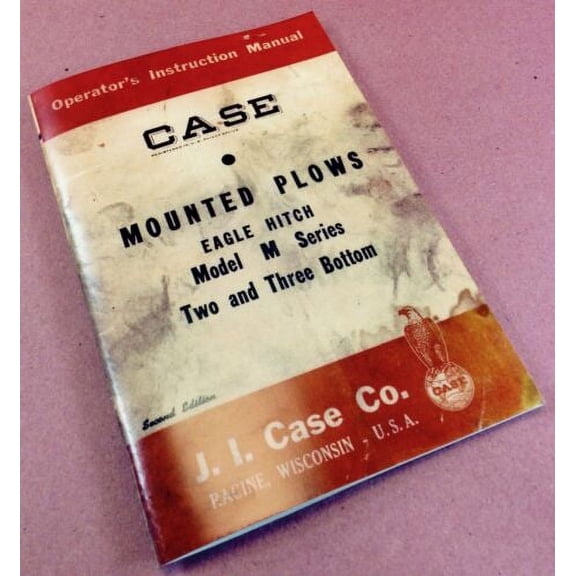 Operator's Instruction Manual
CASE
MOUNTED PLOWS
EAGLE HITCH
Model M Series
Two and Three Bottom
Second Edition
CASE
J. I. Case Co.
RACINE, WISCONSIN - U.S.A.